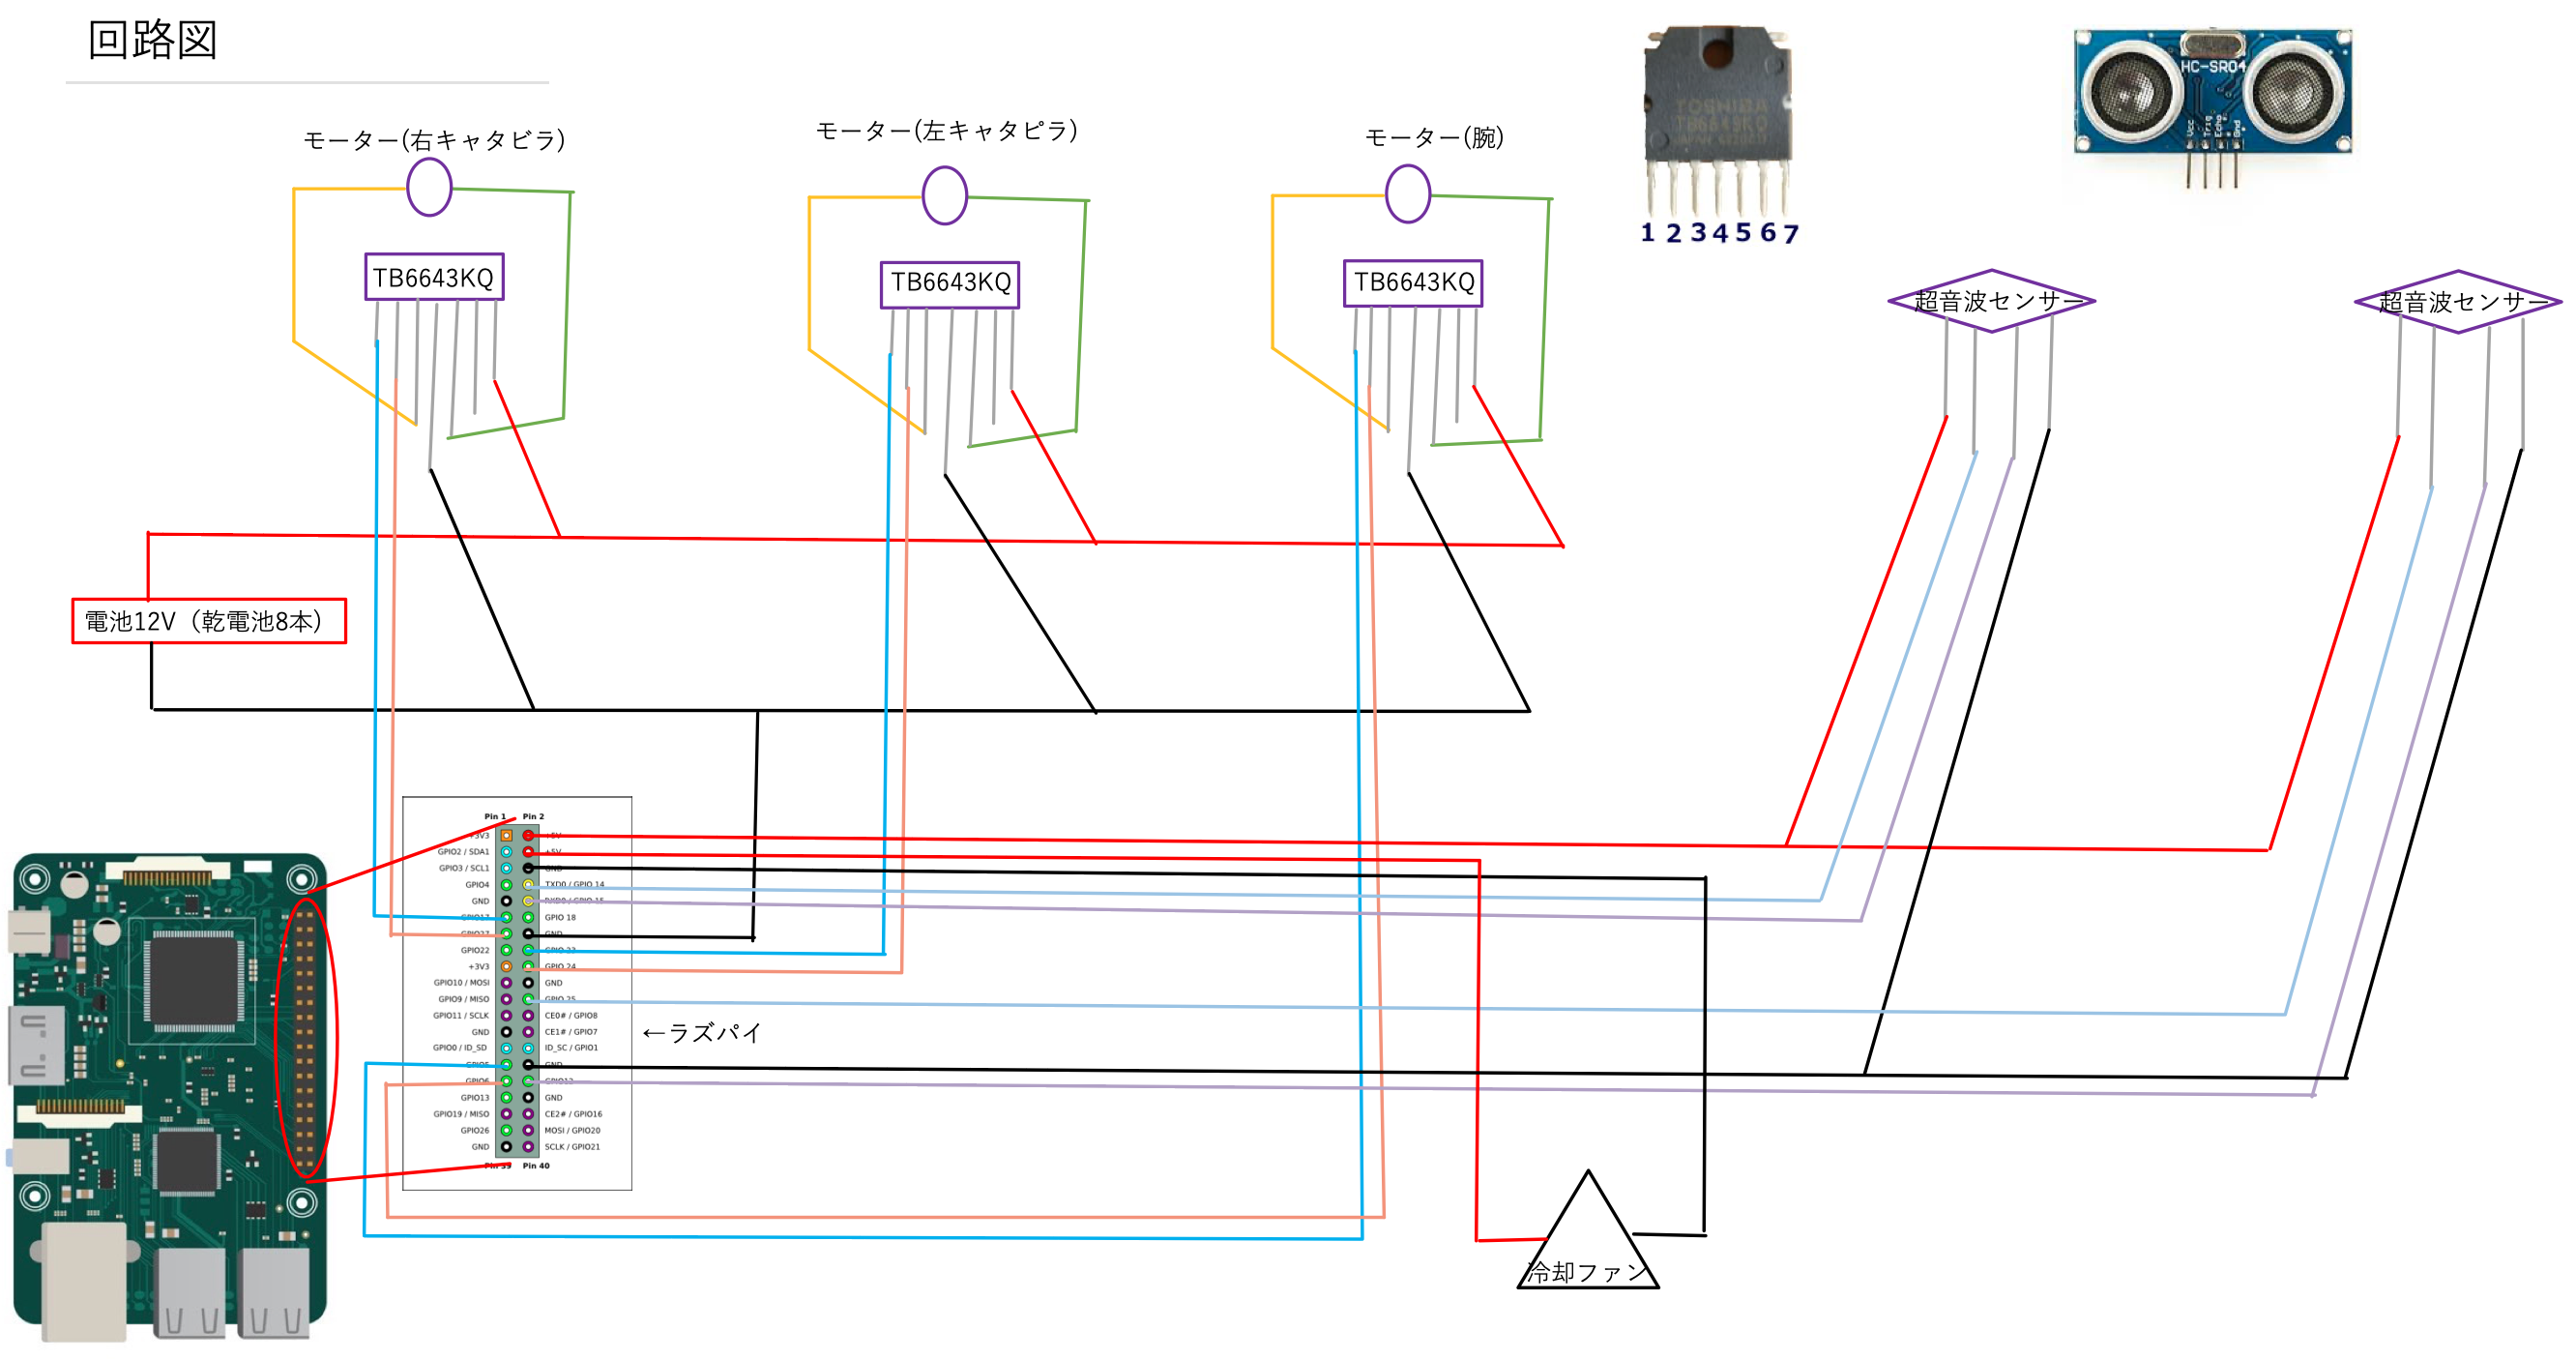 回路図
モーター(右キャタピラ)
モーター(左キャタピラ)
モーター(腕)
TOSHIBA
TB6643KQ
JAPAN
1 2 3 4 5 6 7
HC-SR04
Vcc
Trig
Echo
Gnd
TB6643KQ
TB6643KQ
TB6643KQ
超音波センサー
超音波センサー
電池12V（乾電池8本）
Pin 1 Pin 2
+3V3 +5V
GPIO2 / SDA1 +5V
GPIO3 / SCL1 GND
GPIO4 TXD0 / GPIO 14
GND RXD0 / GPIO 15
GPIO17 GPIO 18
GPIO27 GND
GPIO22 GPIO 23
+3V3 GPIO 24
GPIO10 / MOSI GND
GPIO9 / MISO GPIO 25
GPIO11 / SCLK CE0# / GPIO8
GND CE1# / GPIO7
GPIO0 / ID_SD ID_SC / GPIO1
GPIO5 GND
GPIO6 GPIO12
GPIO13 GND
GPIO19 / MISO CE2# / GPIO16
GPIO26 MOSI / GPIO20
GND SCLK / GPIO21
Pin 39 Pin 40
←ラズパイ
冷却ファン